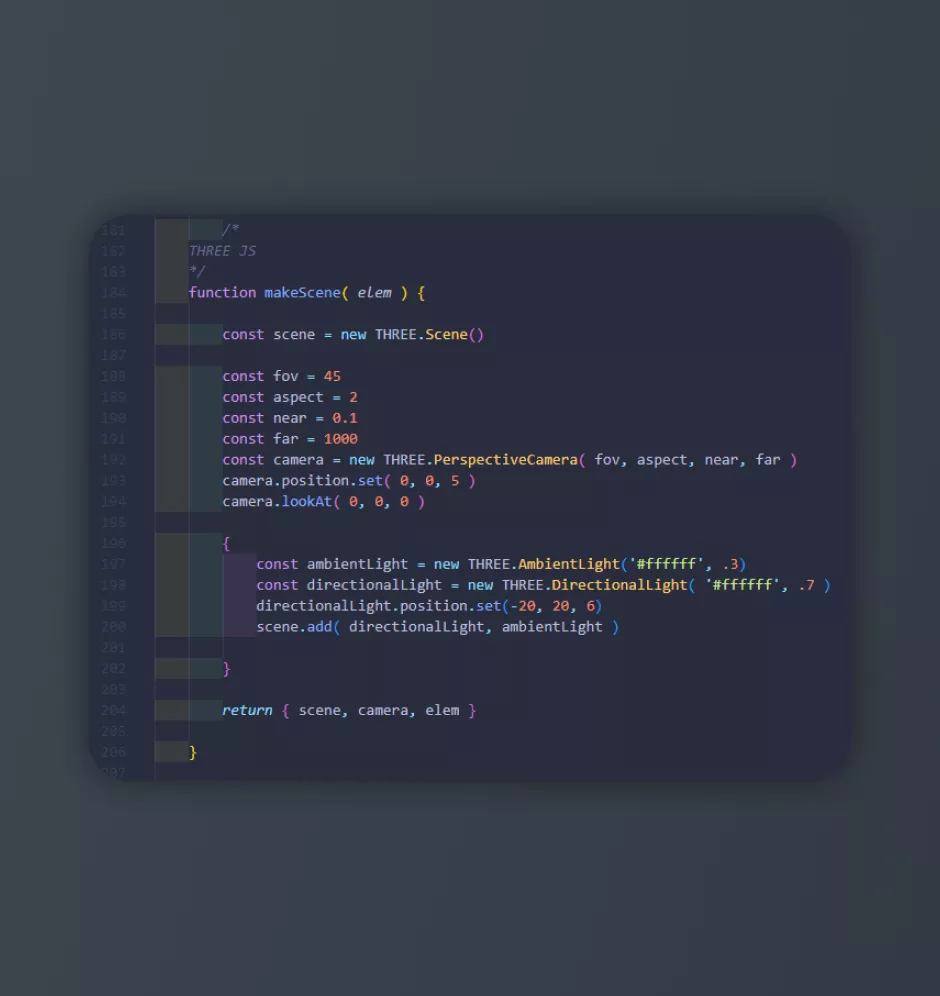 181 /*
182 THREE JS
183 */
184 function makeScene( elem ) {
185
186 const scene = new THREE.Scene()
187
188 const fov = 45
189 const aspect = 2
190 const near = 0.1
191 const far = 1000
192 const camera = new THREE.PerspectiveCamera( fov, aspect, near, far )
193 camera.position.set( 0, 0, 5 )
194 camera.lookAt( 0, 0, 0 )
195
196 {
197 const ambientLight = new THREE.AmbientLight('#ffffff', .3)
198 const directionalLight = new THREE.DirectionalLight( '#ffffff', .7 )
199 directionalLight.position.set(-20, 20, 6)
200 scene.add( directionalLight, ambientLight )
201
202 }
203
204 return { scene, camera, elem }
205
206 }
207